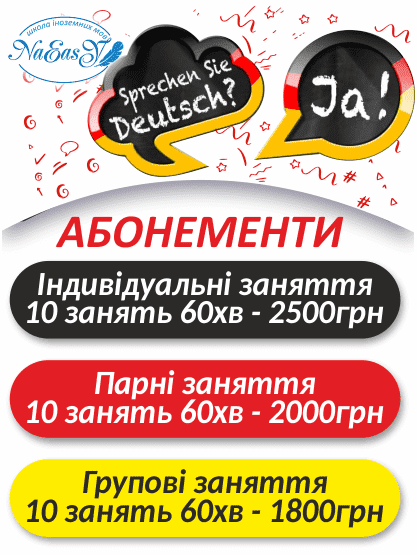 школа іноземних мов
NaEasY
Sprechen Sie
Deutsch?
Ja!
АБОНЕМЕНТИ
Індивідуальні заняття
10 занять 60хв - 2500грн
Парні заняття
10 занять 60хв - 2000грн
Групові заняття
10 занять 60хв - 1800грн